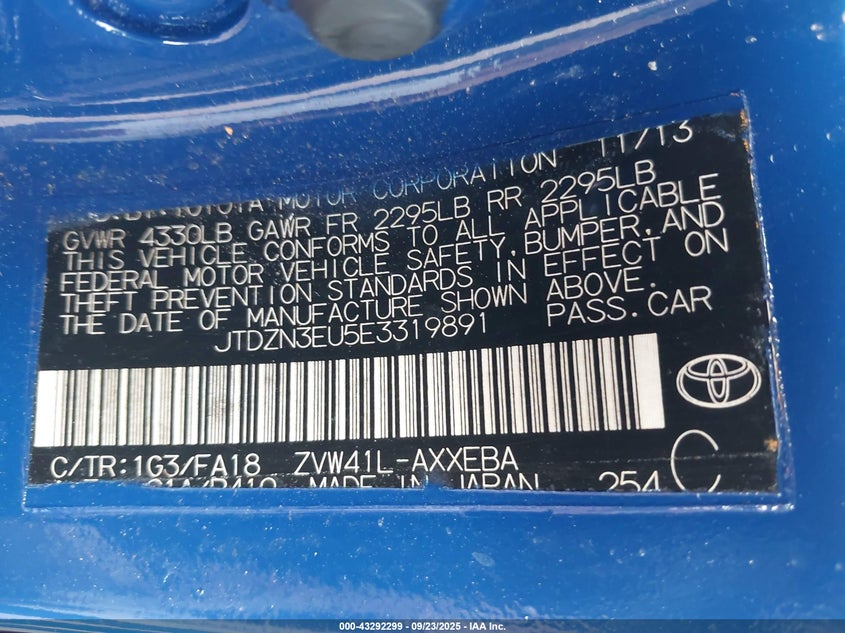 TOYOTA MOTOR CORPORATION 11/13
GVWR 4330LB GAWR FR 2295LB RR 2295LB
THIS VEHICLE CONFORMS TO ALL APPLICABLE
FEDERAL MOTOR VEHICLE SAFETY, BUMPER, AND
THEFT PREVENTION STANDARDS IN EFFECT ON
THE DATE OF MANUFACTURE SHOWN ABOVE.
JTDZN3EU5E3319891 PASS.CAR
C/TR:1G3/FA18 ZVW41L-AXXEBA C
MADE IN JAPAN 254
000-43292299 - 09/23/2025 - IAA Inc.